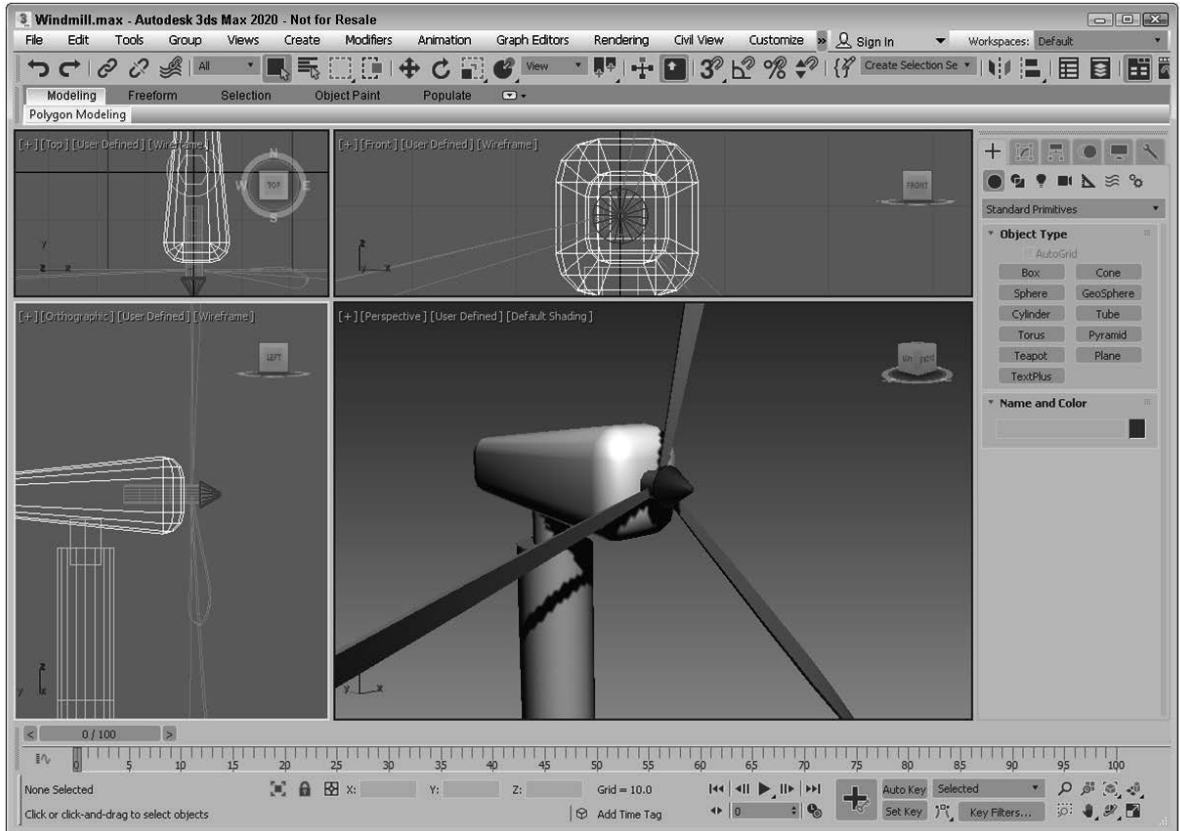 Windmill.max - Autodesk 3ds Max 2020 - Not for Resale
File Edit Tools Group Views Create Modifiers Animation Graph Editors Rendering Civil View Customize » Sign In Workspaces: Default
All View Create Selection Se
Modeling Freeform Selection Object Paint Populate
Polygon Modeling
[+] [Top] [User Defined] [Wireframe]
N
W TOP E
S
y
z x
[+] [Front] [User Defined] [Wireframe]
FRONT
z
y x
[+] [Orthographic] [User Defined] [Wireframe]
LEFT
z
y x
[+] [Perspective] [User Defined] [Default Shading]
y x
Standard Primitives
Object Type
AutoGrid
Box Cone
Sphere GeoSphere
Cylinder Tube
Torus Pyramid
Teapot Plane
TextPlus
Name and Color
< 0 / 100 >
0 5 10 15 20 25 30 35 40 45 50 55 60 65 70 75 80 85 90 95 100
None Selected X: Y: Z: Grid = 10.0 Auto Key Selected
Click or click-and-drag to select objects Add Time Tag 0 Set Key Key Filters...